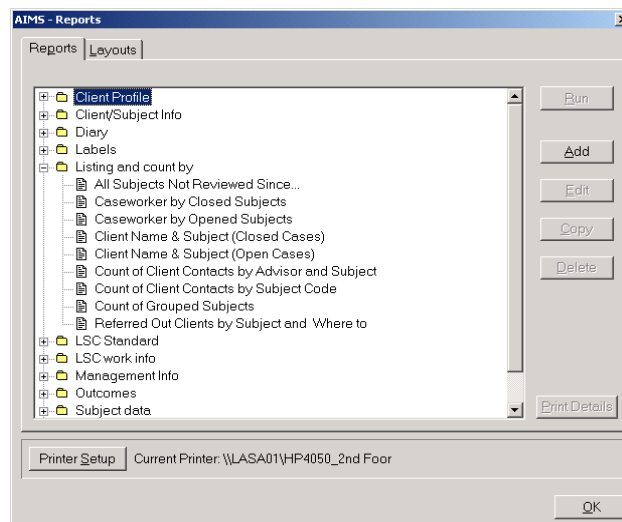 AIMS - Reports
Reports Layouts
Client Profile
Client/Subject Info
Diary
Labels
Listing and count by
All Subjects Not Reviewed Since...
Caseworker by Closed Subjects
Caseworker by Opened Subjects
Client Name & Subject (Closed Cases)
Client Name & Subject (Open Cases)
Count of Client Contacts by Advisor and Subject
Count of Client Contacts by Subject Code
Count of Grouped Subjects
Referred Out Clients by Subject and Where to
LSC Standard
LSC work info
Management Info
Outcomes
Subject data
Run
Add
Edit
Copy
Delete
Print Details
Printer Setup Current Printer: \\LASA01\HP4050_2nd Foor
OK